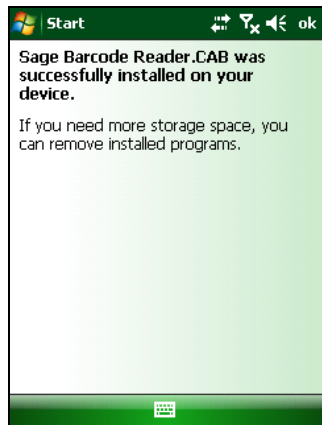 Start ok
Sage Barcode Reader.CAB was
successfully installed on your
device.
If you need more storage space, you
can remove installed programs.